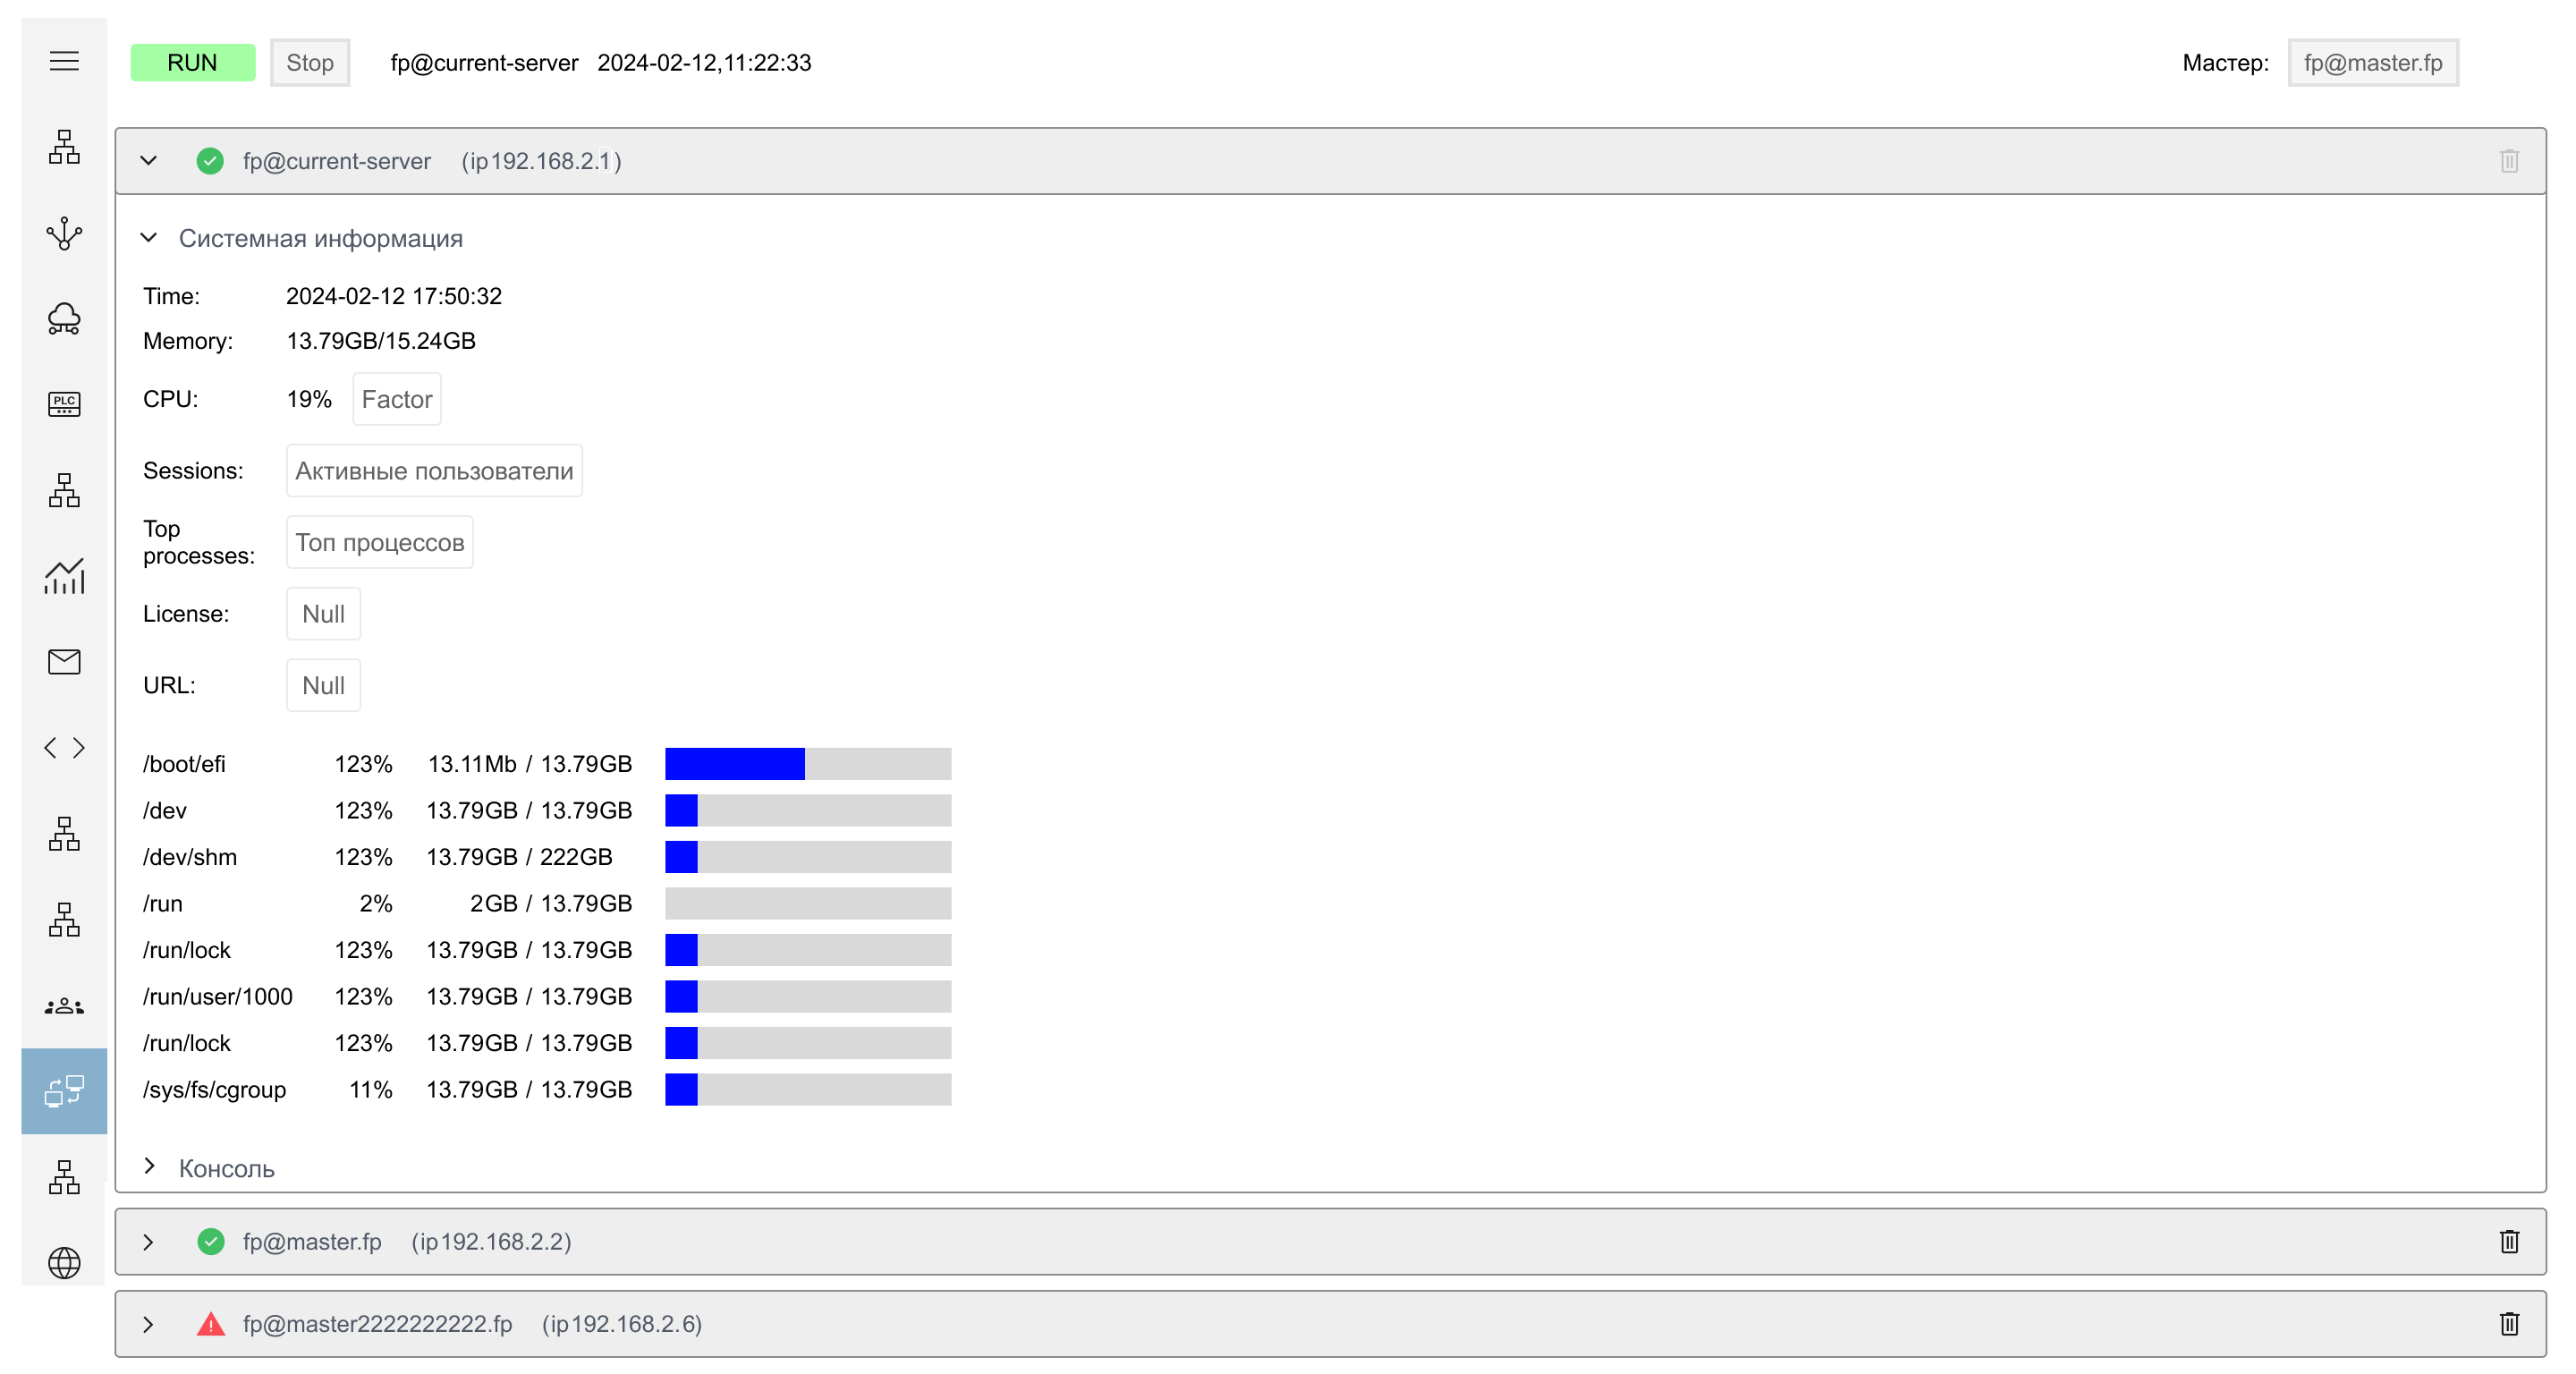 RUN Stop fp@current-server 2024-02-12,11:22:33 Мастер: fp@master.fp
fp@current-server (ip192.168.2.1)
Системная информация
Time: 2024-02-12 17:50:32
Memory: 13.79GB/15.24GB
PLC
CPU: 19% Factor
Sessions: Активные пользователи
Top
processes: Топ процессов
License: Null
URL: Null
/boot/efi 123% 13.11Mb / 13.79GB
/dev 123% 13.79GB / 13.79GB
/dev/shm 123% 13.79GB / 222GB
/run 2% 2GB / 13.79GB
/run/lock 123% 13.79GB / 13.79GB
/run/user/1000 123% 13.79GB / 13.79GB
/run/lock 123% 13.79GB / 13.79GB
/sys/fs/cgroup 11% 13.79GB / 13.79GB
Консоль
fp@master.fp (ip192.168.2.2)
fp@master2222222222.fp (ip192.168.2.6)